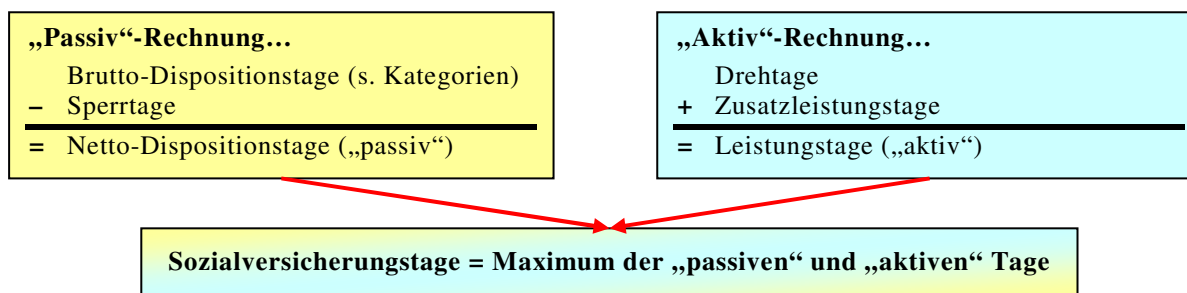 „Passiv“-Rechnung…
Brutto-Dispositionstage (s. Kategorien)
– Sperrtage
= Netto-Dispositionstage („passiv“)
„Aktiv“-Rechnung…
Drehtage
+ Zusatzleistungstage
= Leistungstage („aktiv“)
Sozialversicherungstage = Maximum der „passiven“ und „aktiven“ Tage